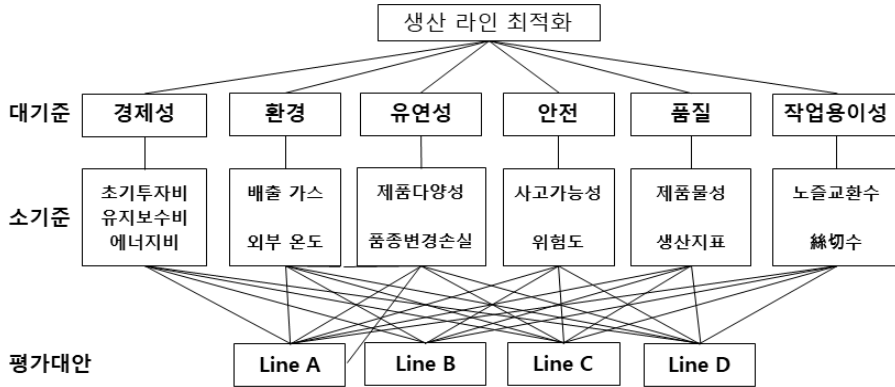 생산 라인 최적화
대기준
경제성
환경
유연성
안전
품질
작업용이성
소기준
초기투자비
유지보수비
에너지비
배출 가스
외부 온도
제품다양성
품종변경손실
사고가능성
위험도
제품물성
생산지표
노즐교환수
絲切수
평가대안
Line A
Line B
Line C
Line D